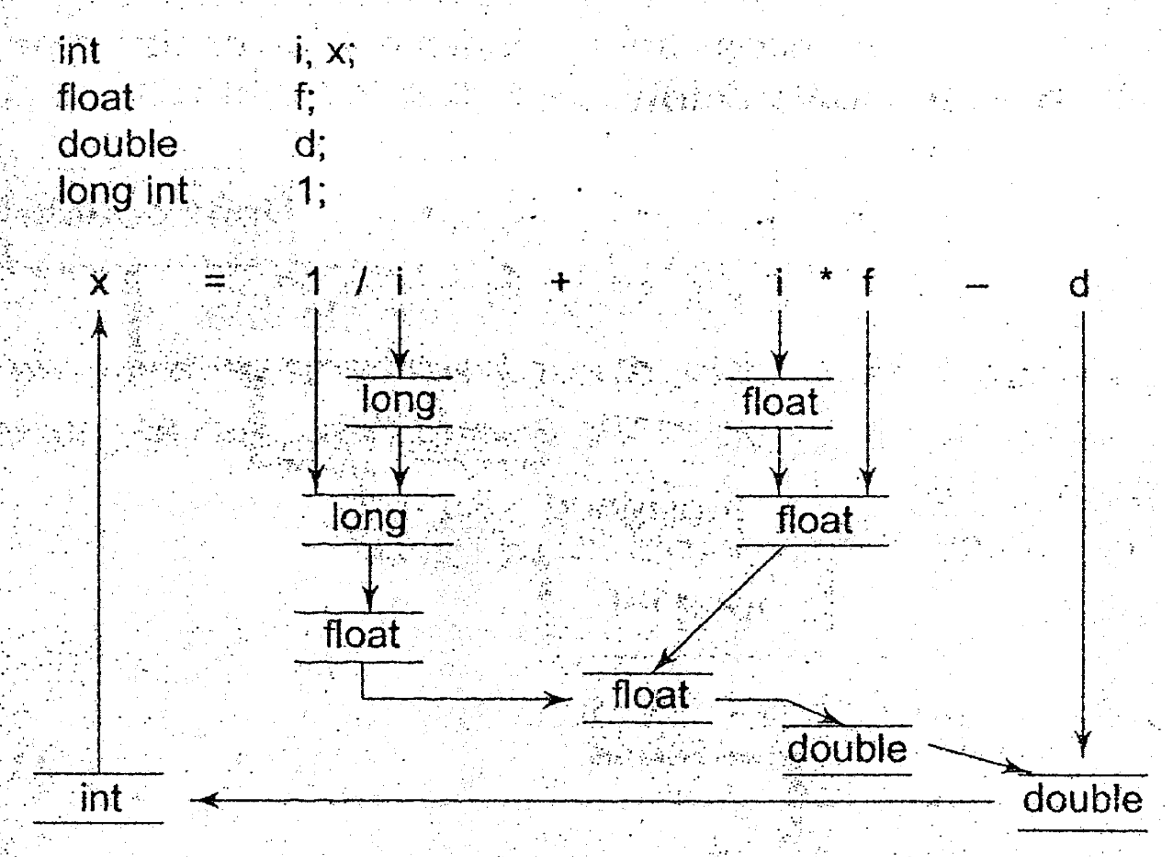 int i, x;
float f;
double d;
long int 1;
x = 1 / i + i * f – d
long float
long float
float
float
double
int double